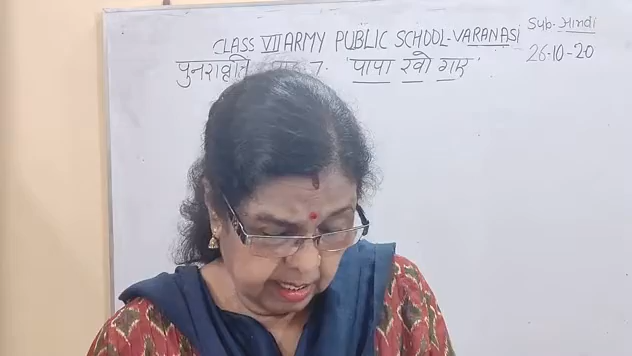 CLASS VII ARMY PUBLIC SCHOOL-VARANASI
Sub-हिन्दी
26-10-20
पुनरावृति 7. 'पापा खो गए'